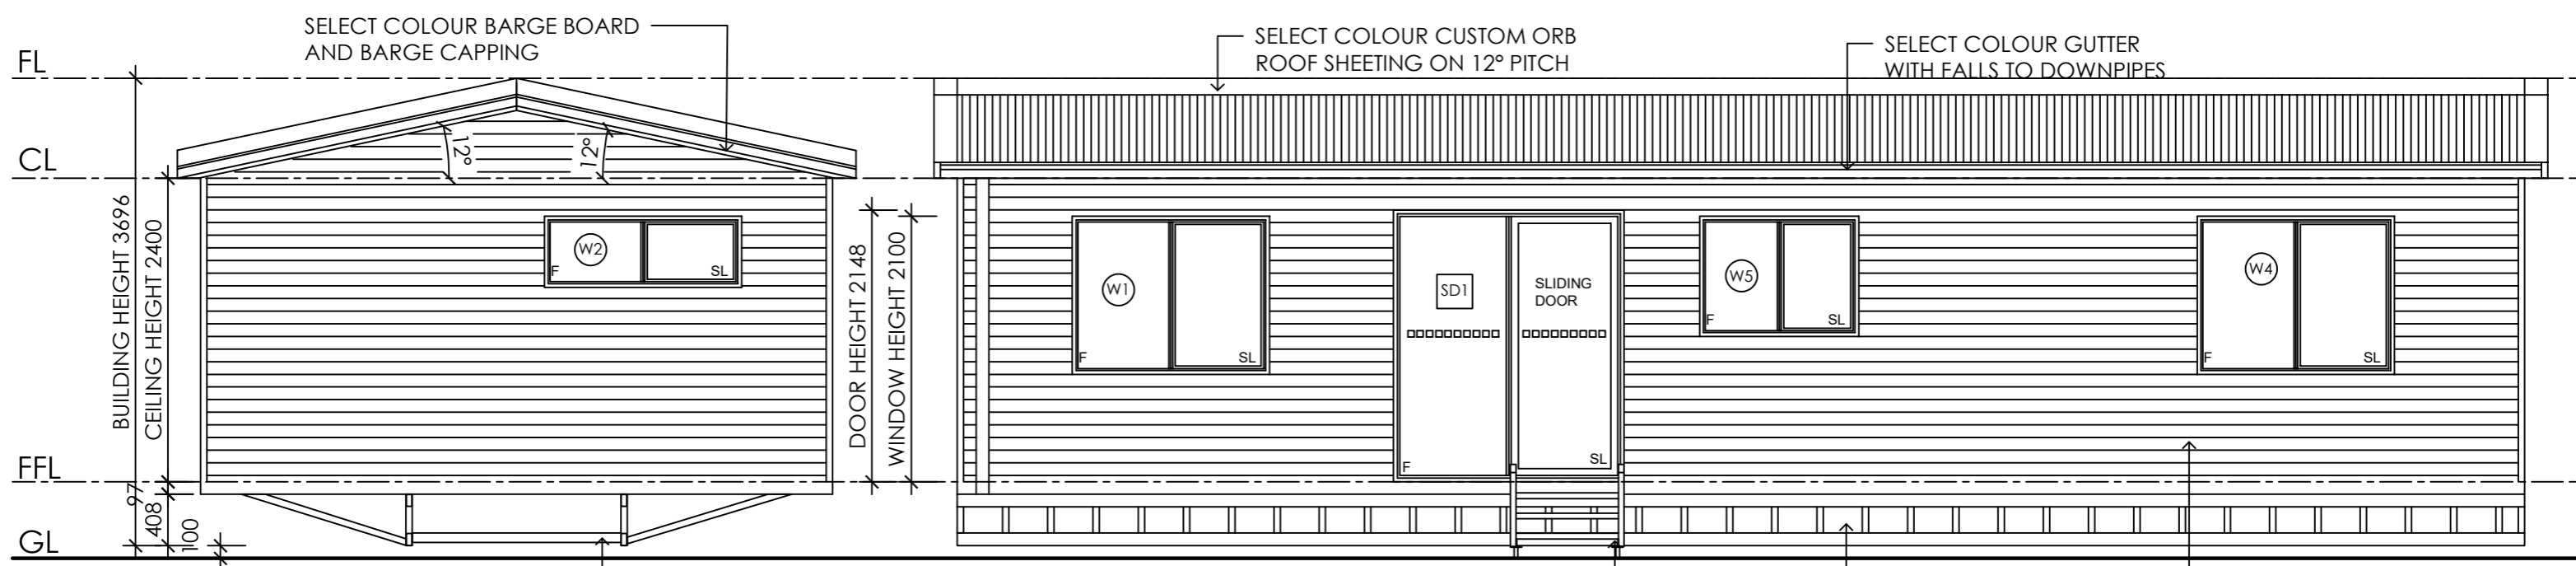 SELECT COLOUR BARGE BOARD
AND BARGE CAPPING
SELECT COLOUR CUSTOM ORB
ROOF SHEETING ON 12° PITCH
SELECT COLOUR GUTTER
WITH FALLS TO DOWNPIPES
FL
CL
FFL
GL
BUILDING HEIGHT 3696
CEILING HEIGHT 2400
97
408
100
12°
12°
W2
F
SL
DOOR HEIGHT 2148
WINDOW HEIGHT 2100
W1
F
SL
SD1
F
SLIDING
DOOR
SL
W5
F
SL
W4
F
SL